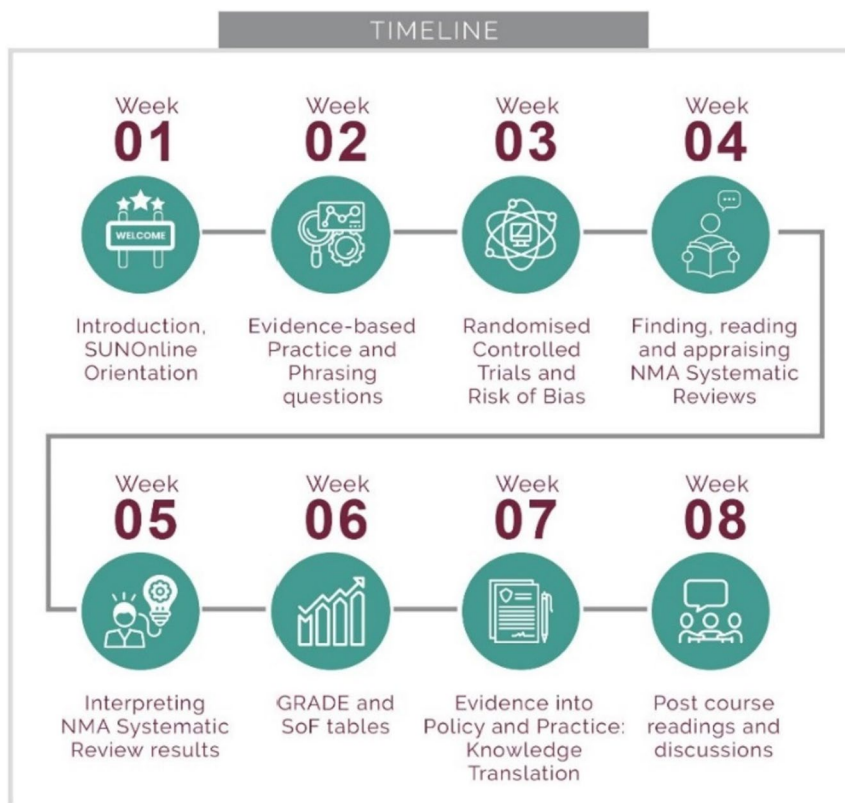 TIMELINE
Week
01
Week
02
Week
03
Week
04
WELCOME
Introduction,
SUNOnline
Orientation
Evidence-based
Practice and
Phrasing
questions
Randomised
Controlled
Trials and
Risk of Bias
Finding, reading
and appraising
NMA Systematic
Reviews
Week
05
Week
06
Week
07
Week
08
Interpreting
NMA Systematic
Review results
GRADE and
SoF tables
Evidence into
Policy and Practice:
Knowledge
Translation
Post course
readings and
discussions